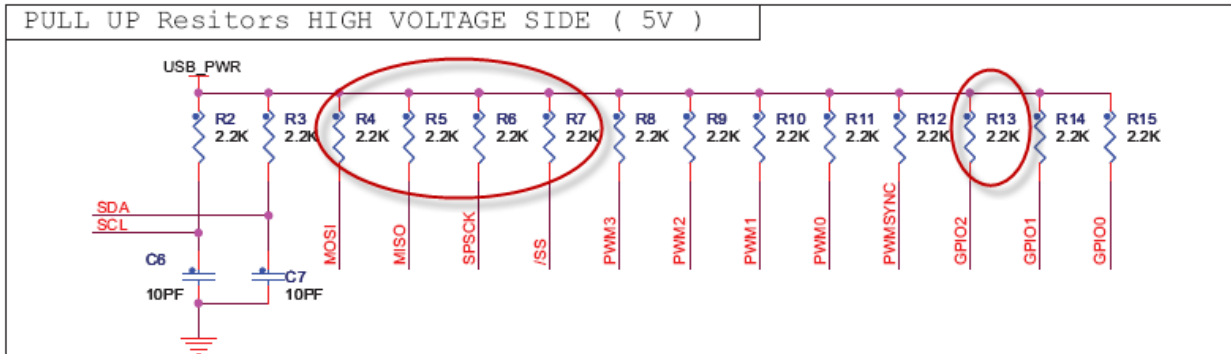 PULL UP Resitors HIGH VOLTAGE SIDE ( 5V )
USB_PWR
R2 R3 R4 R5 R6 R7 R8 R9 R10 R11 R12 R13 R14 R15
2.2K 2.2K 2.2K 2.2K 2.2K 2.2K 2.2K 2.2K 2.2K 2.2K 2.2K 2.2K 2.2K 2.2K
SDA
SCL
MOSI MISO SPSCK /SS PWM3 PWM2 PWM1 PWM0 PWMSYNC GPIO2 GPIO1 GPIO0
C6 C7
10PF 10PF